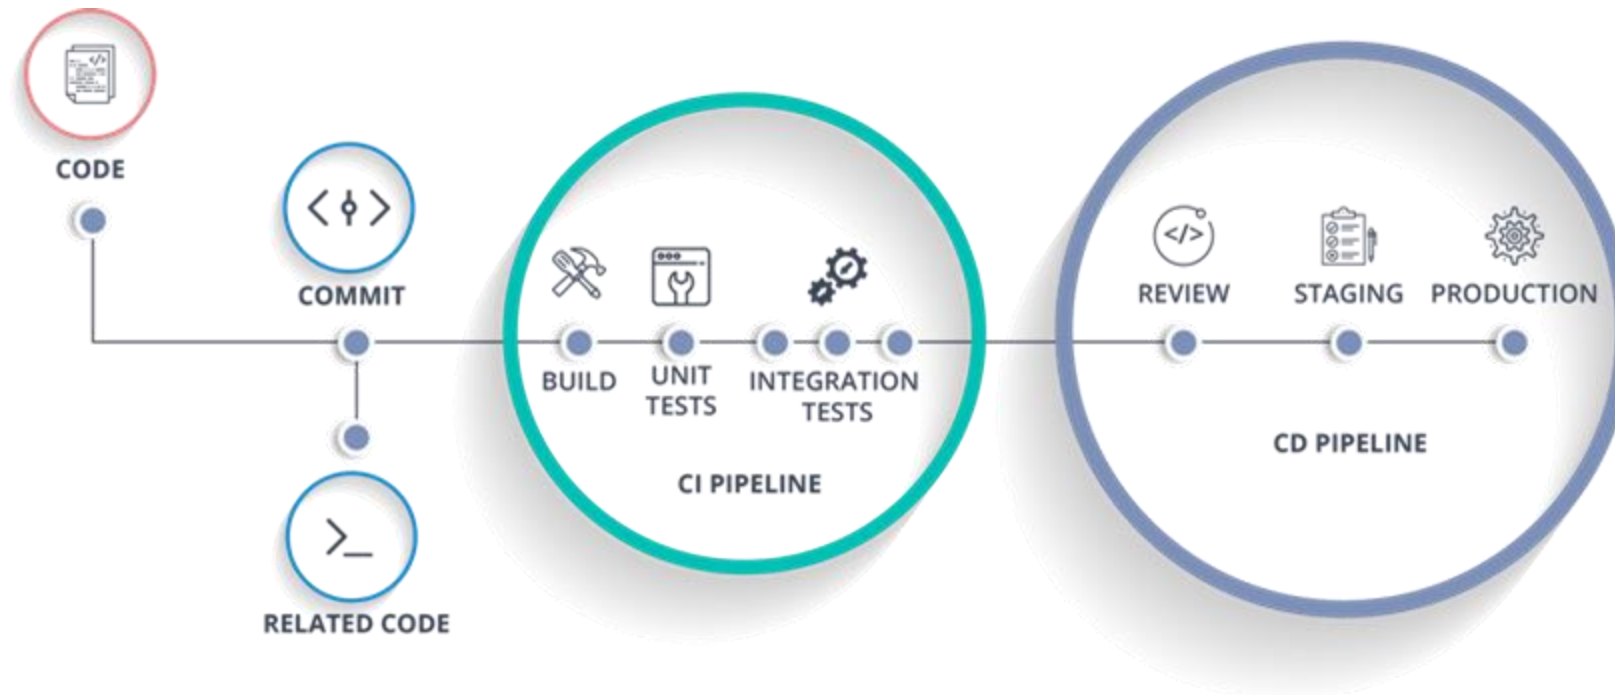 CODE
COMMIT
RELATED CODE
BUILD
UNIT
TESTS
INTEGRATION
TESTS
CI PIPELINE
REVIEW
STAGING
PRODUCTION
CD PIPELINE